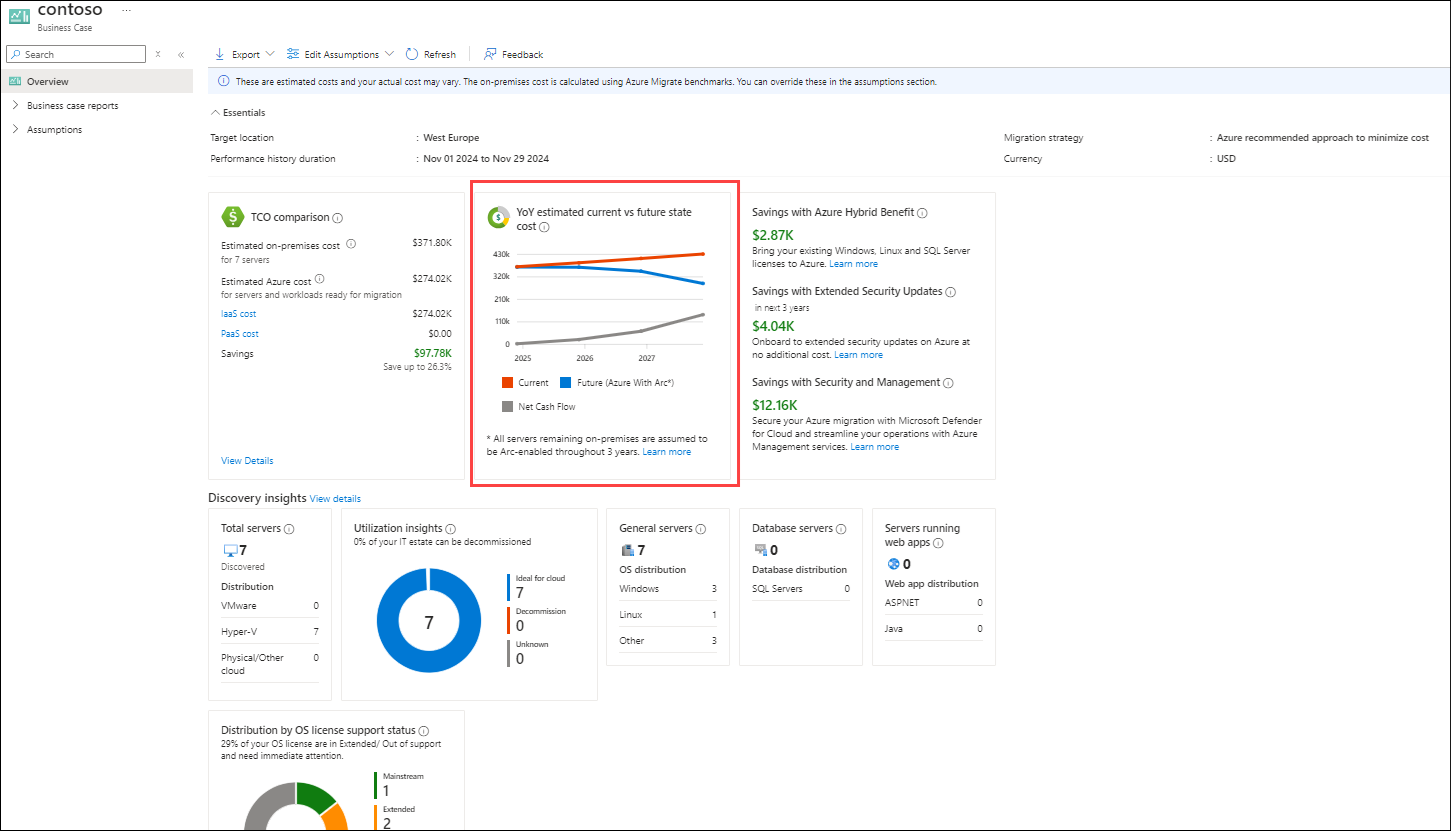 contoso
...
Business Case
Search
Overview
Business case reports
Assumptions
Export
Edit Assumptions
Refresh
Feedback
These are estimated costs and your actual cost may vary. The on-premises cost is calculated using Azure Migrate benchmarks. You can override these in the assumptions section.
Essentials
Target location : West Europe
Migration strategy : Azure recommended approach to minimize cost
Performance history duration : Nov 01 2024 to Nov 29 2024
Currency : USD
TCO comparison
Estimated on-premises cost $371.80K
for 7 servers
Estimated Azure cost $274.02K
for servers and workloads ready for migration
IaaS cost $274.02K
PaaS cost $0.00
Savings $97.78K
Save up to 26.3%
View Details
YoY estimated current vs future state
cost
430k
320k
210k
110k
0
2025 2026 2027
Current Future (Azure With Arc*)
Net Cash Flow
* All servers remaining on-premises are assumed to
be Arc-enabled throughout 3 years. Learn more
Savings with Azure Hybrid Benefit
$2.87K
Bring your existing Windows, Linux and SQL Server
licenses to Azure. Learn more
Savings with Extended Security Updates
in next 3 years
$4.04K
Onboard to extended security updates on Azure at
no additional cost. Learn more
Savings with Security and Management
$12.16K
Secure your Azure migration with Microsoft Defender
for Cloud and streamline your operations with Azure
Management services. Learn more
Discovery insights View details
Total servers
7
Discovered
Distribution
VMware 0
Hyper-V 7
Physical/Other 0
cloud
Utilization insights
0% of your IT estate can be decommissioned
7
Ideal for cloud
7
Decommission
0
Unknown
0
General servers
7
OS distribution
Windows 3
Linux 1
Other 3
Database servers
0
Database distribution
SQL Servers 0
Servers running
web apps
0
Web app distribution
ASPNET 0
Java 0
Distribution by OS license support status
29% of your OS license are in Extended/ Out of support
and need immediate attention.
Mainstream
1
Extended
2